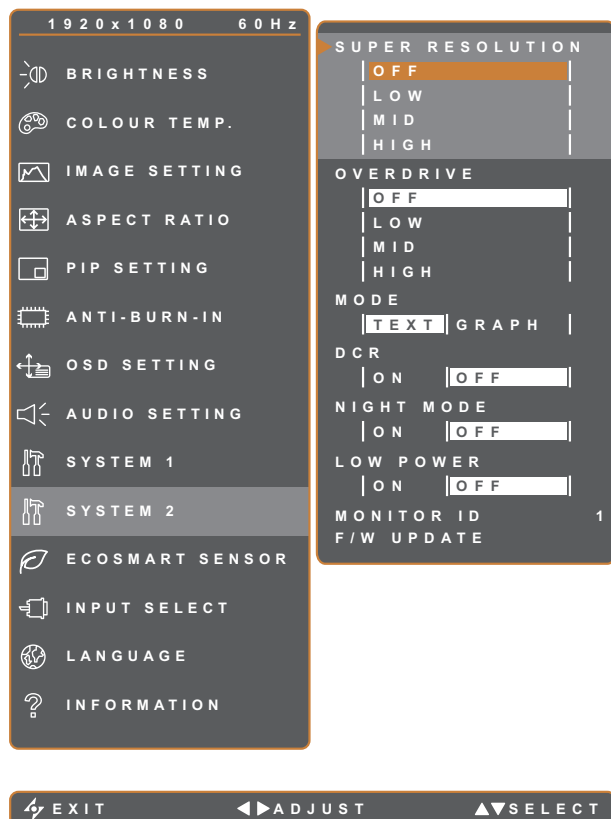 1920x1080 60Hz
BRIGHTNESS
COLOUR TEMP.
IMAGE SETTING
ASPECT RATIO
PIP SETTING
ANTI-BURN-IN
OSD SETTING
AUDIO SETTING
SYSTEM 1
SYSTEM 2
ECOSMART SENSOR
INPUT SELECT
LANGUAGE
INFORMATION
SUPER RESOLUTION
OFF
LOW
MID
HIGH
OVERDRIVE
OFF
LOW
MID
HIGH
MODE
TEXT GRAPH
DCR
ON OFF
NIGHT MODE
ON OFF
LOW POWER
ON OFF
MONITOR ID 1
F/W UPDATE
EXIT ADJUST SELECT